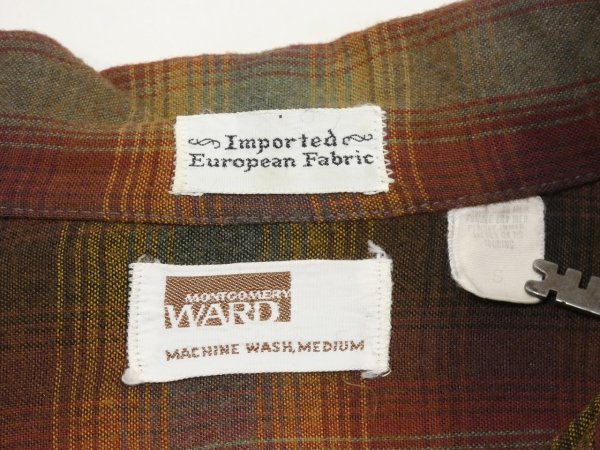 Imported
European Fabric
MONTGOMERY
WARD
MACHINE WASH, MEDIUM
S